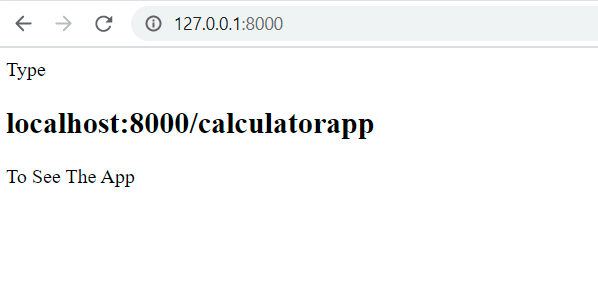 127.0.0.1:8000
Type
localhost:8000/calculatorapp
To See The App